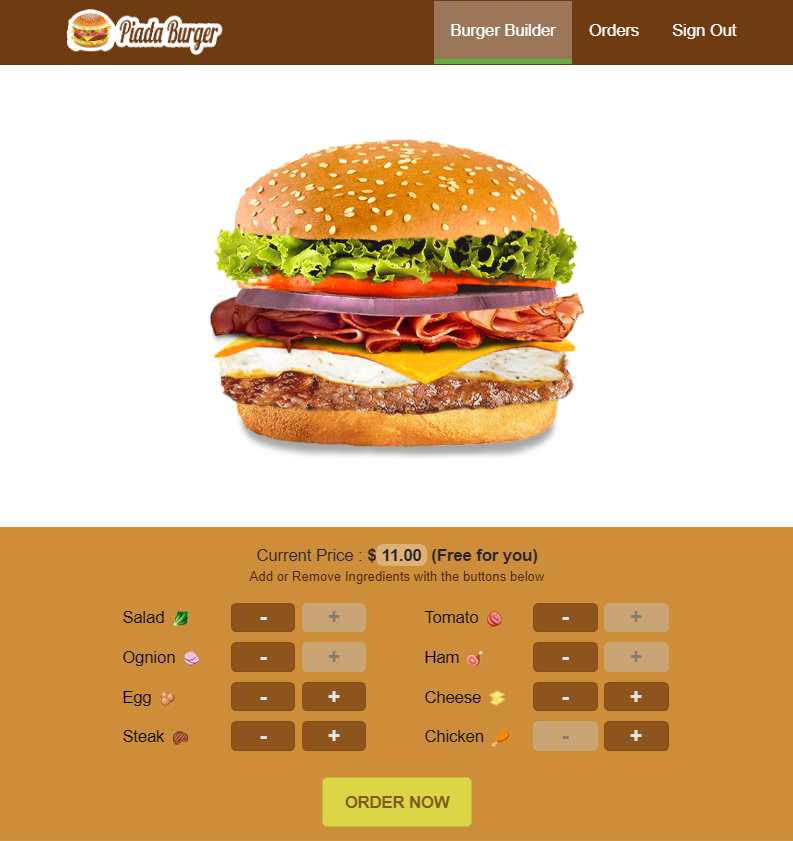 Piada Burger
Burger Builder
Orders
Sign Out
Current Price : $ 11.00 (Free for you)
Add or Remove Ingredients with the buttons below
Salad - +
Tomato - +
Ognion - +
Ham - +
Egg - +
Cheese - +
Steak - +
Chicken - +
ORDER NOW